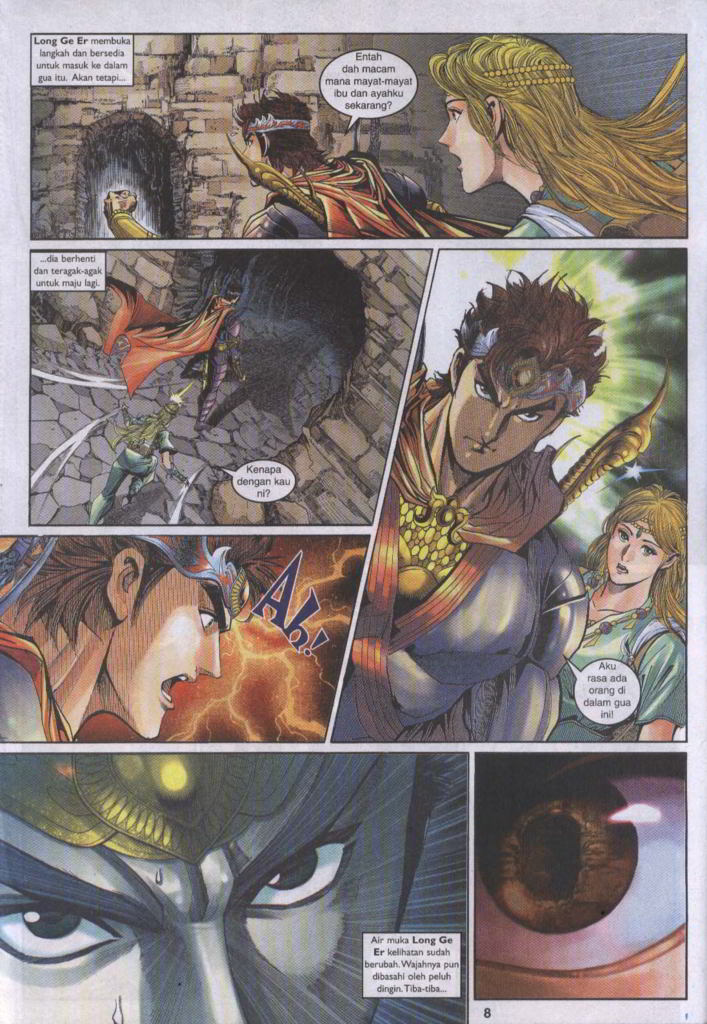 Long Ge Er membuka
langkah dan bersedia
untuk masuk ke dalam
gua itu. Akan tetapi...
Entah
dah macam
mana mayat-mayat
ibu dan ayahku
sekarang?
...dia berhenti
dan teragak-agak
untuk maju lagi.
Kenapa
dengan kau
ni?
Aku
rasa ada
orang di
dalam gua
ini!
Ah!
Air muka Long Ge
Er kelihatan sudah
berubah. Wajahnya pun
dibasahi oleh peluh
dingin. Tiba-tiba...
8